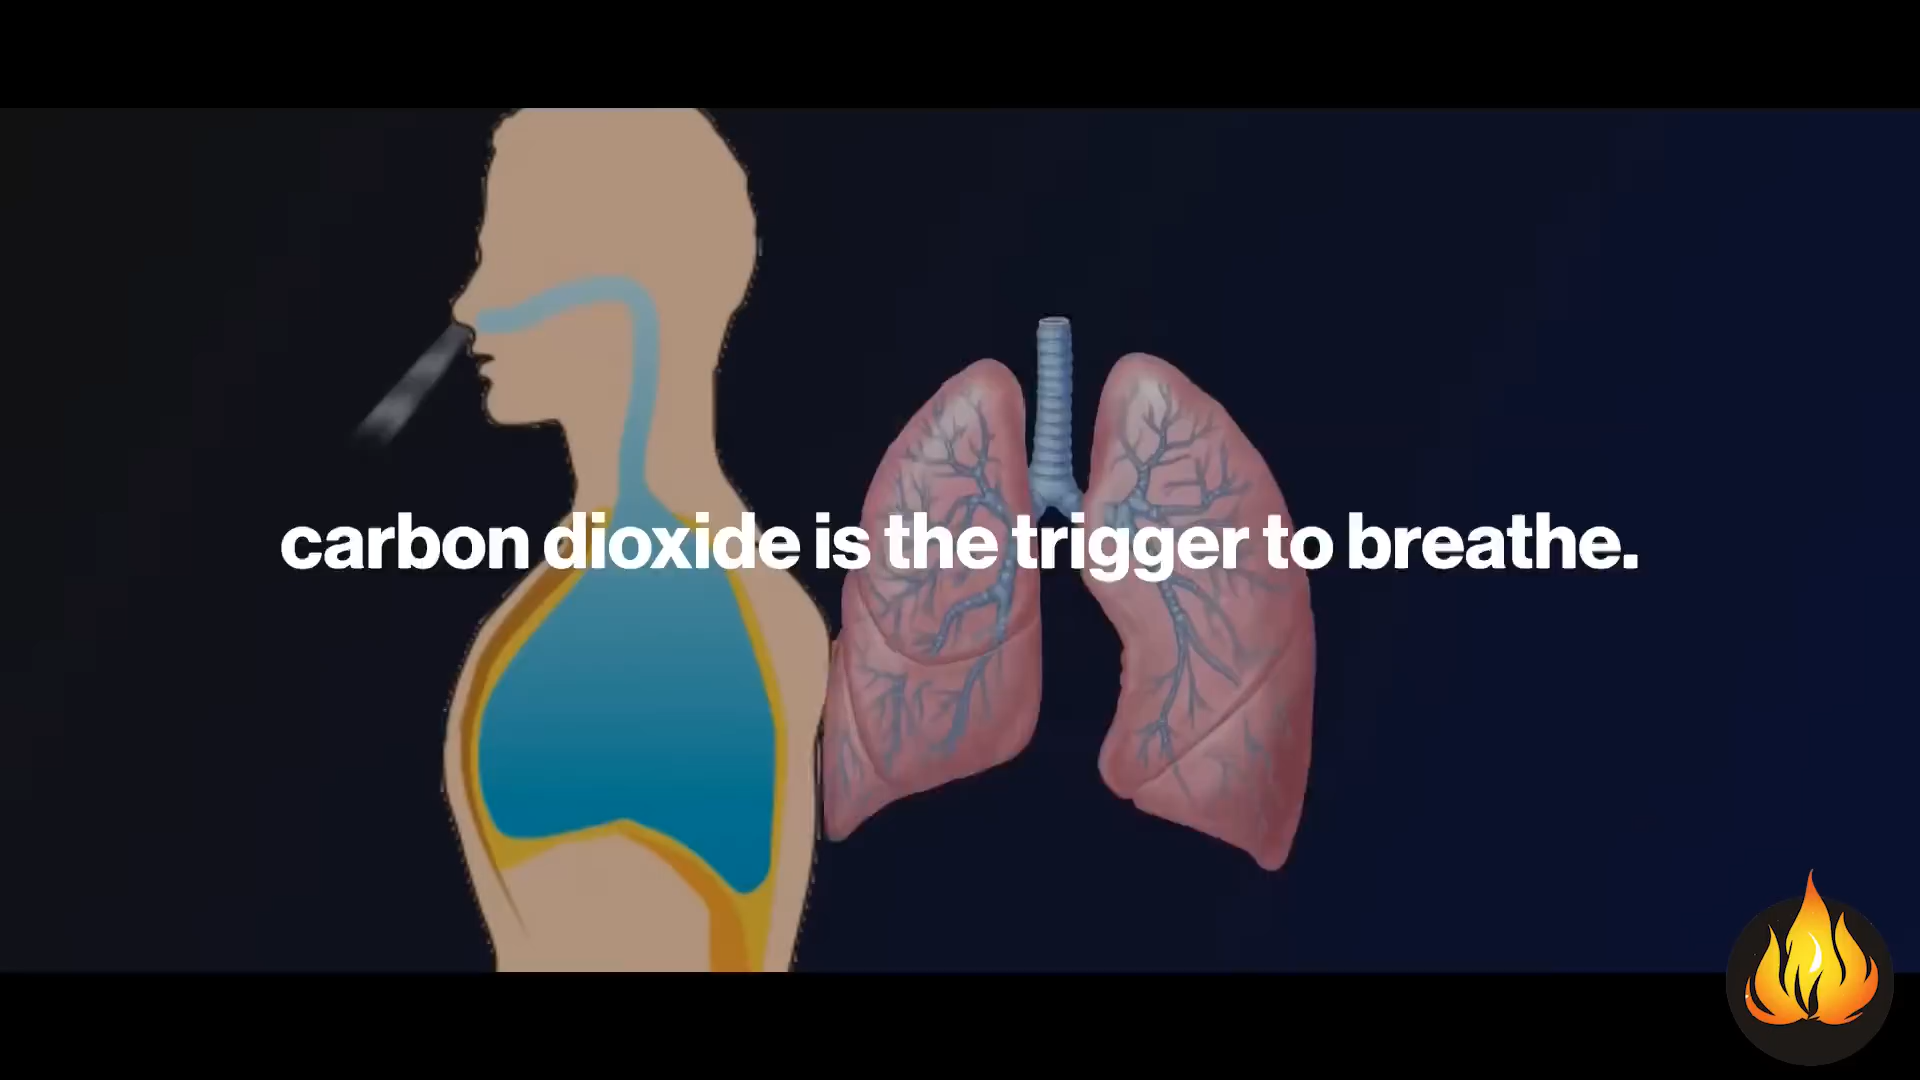 carbon dioxide is the trigger to breathe.